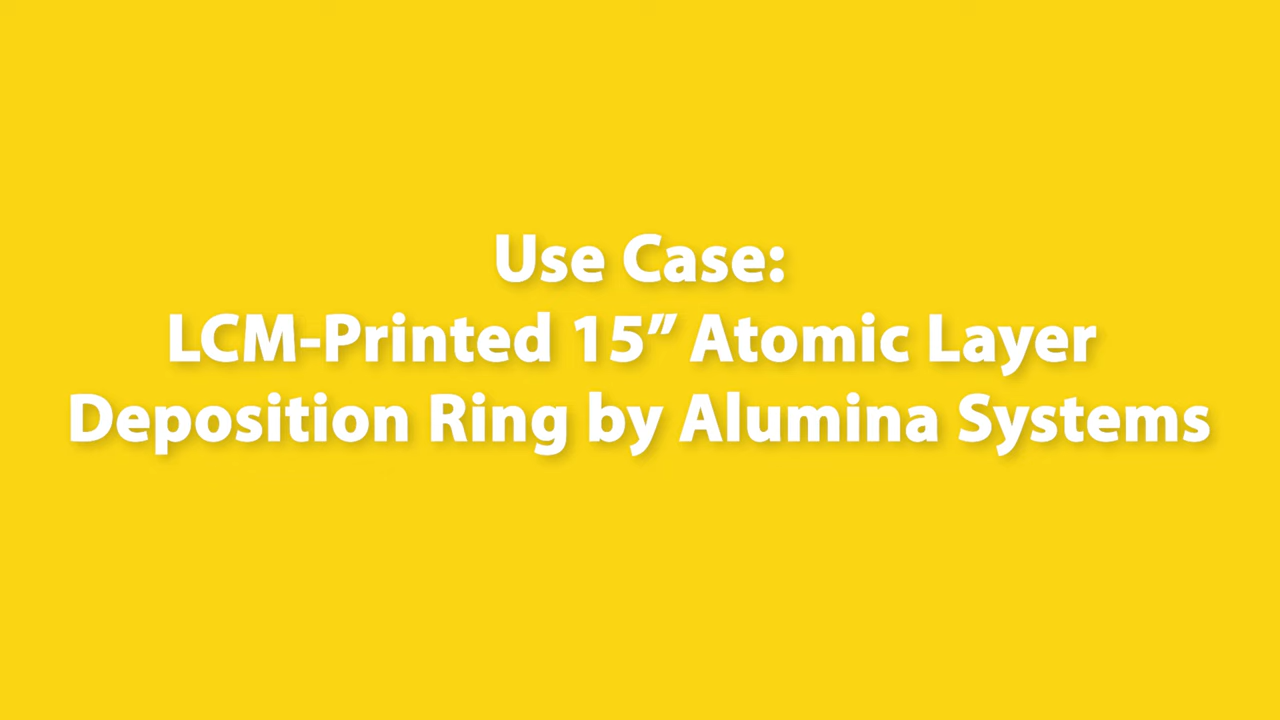 Use Case:
LCM-Printed 15” Atomic Layer
Deposition Ring by Alumina Systems